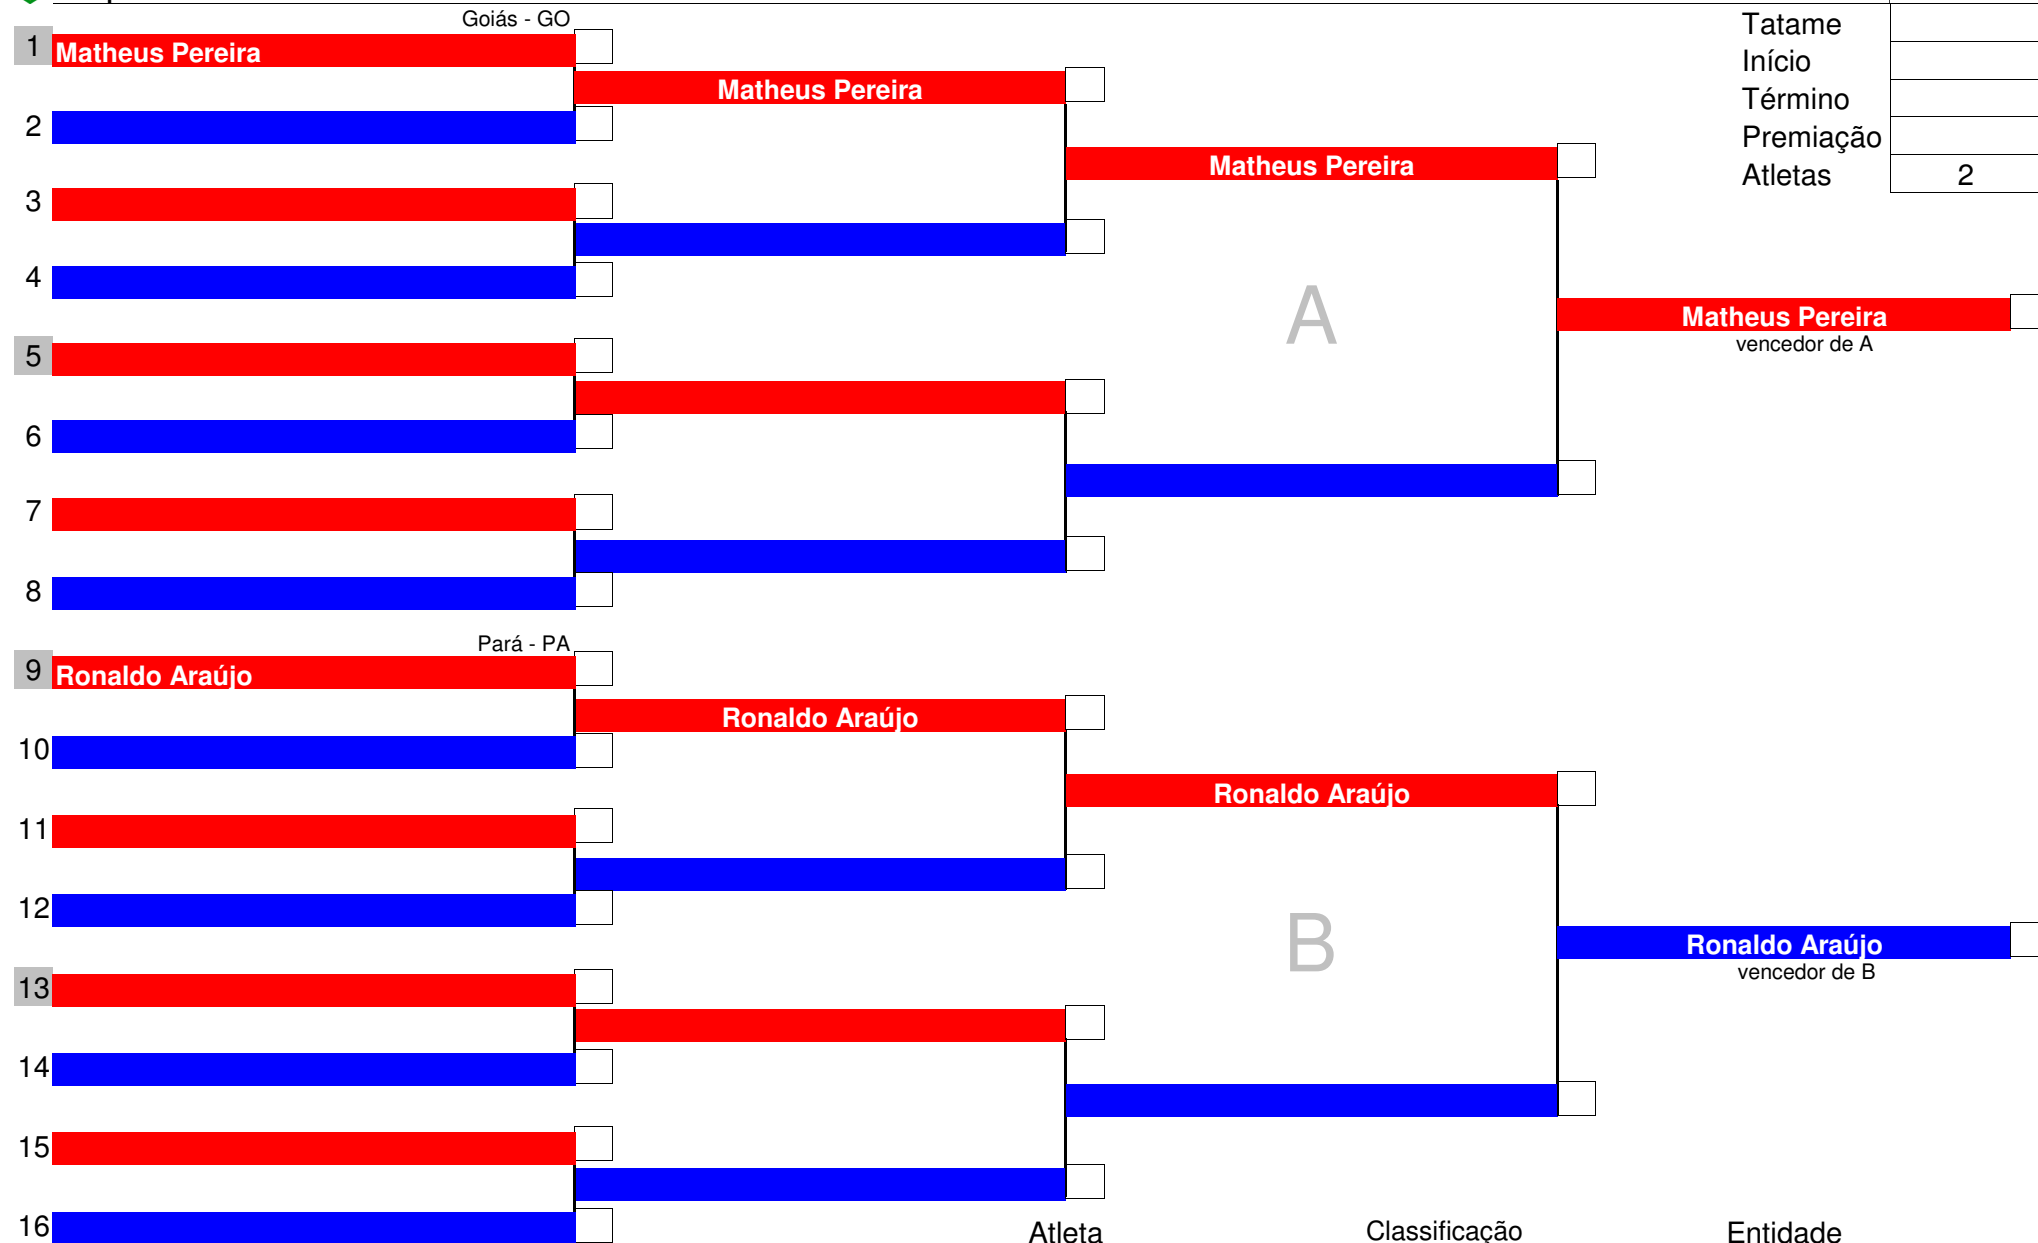 Goiás - GO
Tatame
1 Matheus Pereira
Início
Matheus Pereira
Término
2
Premiação
Matheus Pereira
Atletas 2
3
4
A
Matheus Pereira
vencedor de A
5
6
7
8
Pará - PA
9 Ronaldo Araújo
Ronaldo Araújo
10
Ronaldo Araújo
11
12
B
Ronaldo Araújo
vencedor de B
13
14
15
16
Atleta Classificação Entidade